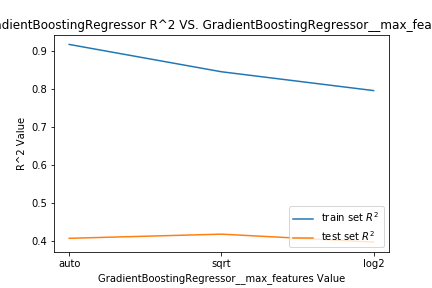 adientBoostingRegressor R^2 VS. GradientBoostingRegressor__max_fea
0.9
0.8
0.7
0.6
0.5
0.4
R^2 Value
train set R²
test set R²
auto
sqrt
log2
GradientBoostingRegressor__max_features Value